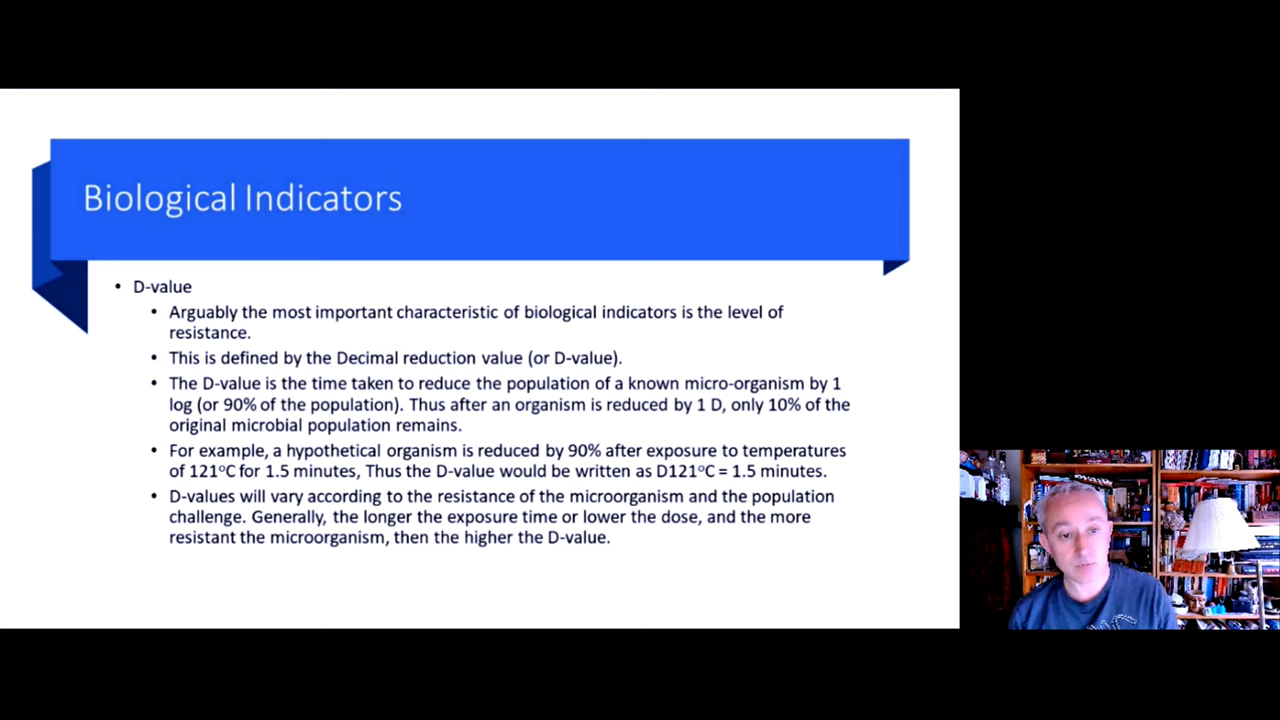 Biological Indicators
• D-value
• Arguably the most important characteristic of biological indicators is the level of
resistance.
• This is defined by the Decimal reduction value (or D-value).
• The D-value is the time taken to reduce the population of a known micro-organism by 1
log (or 90% of the population). Thus after an organism is reduced by 1 D, only 10% of the
original microbial population remains.
• For example, a hypothetical organism is reduced by 90% after exposure to temperatures
of 121°C for 1.5 minutes, Thus the D-value would be written as D121°C = 1.5 minutes.
• D-values will vary according to the resistance of the microorganism and the population
challenge. Generally, the longer the exposure time or lower the dose, and the more
resistant the microorganism, then the higher the D-value.